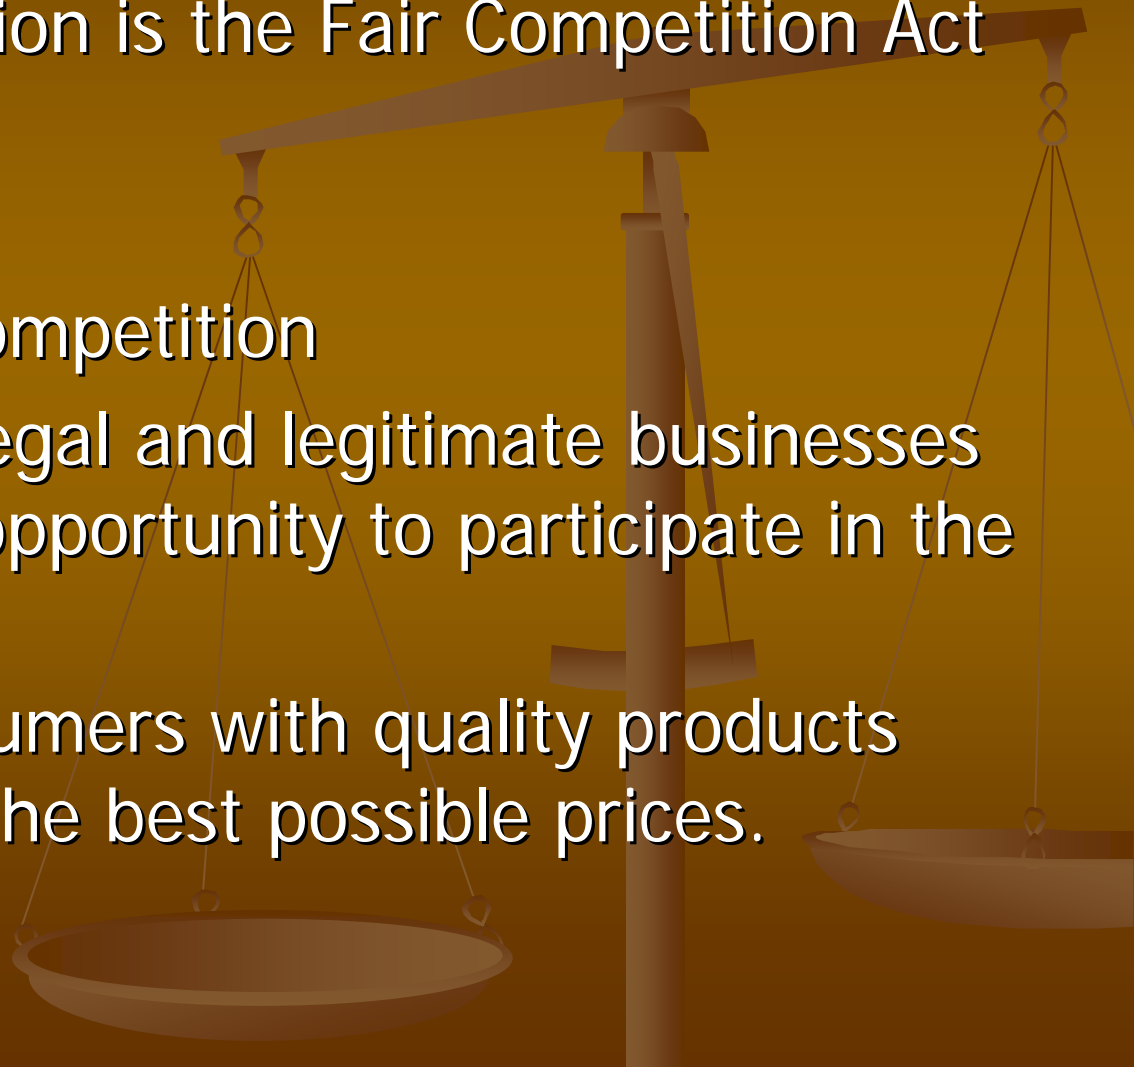 ion is the Fair Competition Act
ompetition
egal and legitimate businesses
opportunity to participate in the
umers with quality products
he best possible prices.